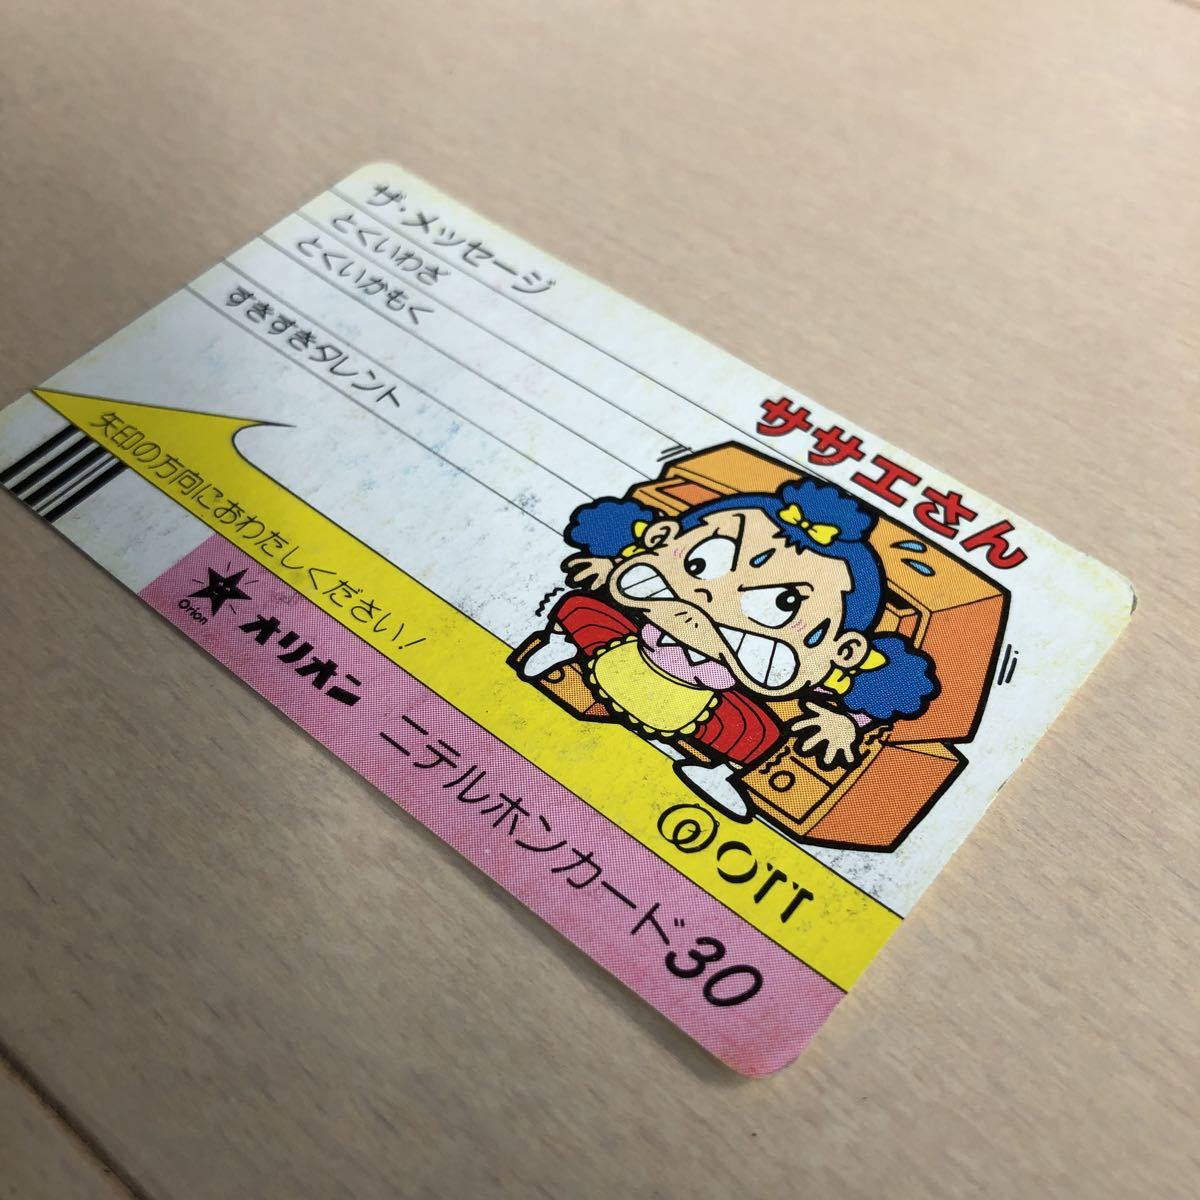 ザ・メッセージ
とくいわざ
とくいかもく
すきすきタレント
ササエさん
矢印の方向におわたしください!
Orion
オリオン ニテルホンカード30